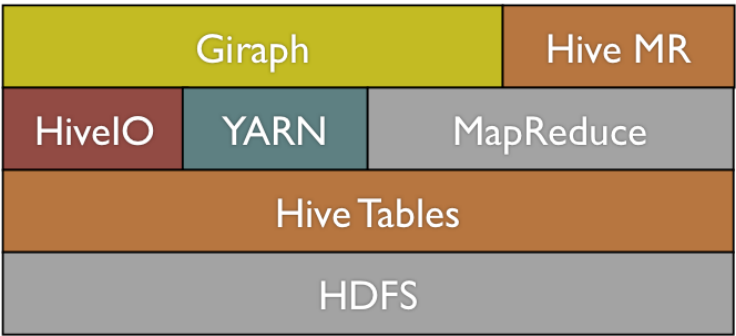 Giraph
Hive MR
HiveIO
YARN
MapReduce
Hive Tables
HDFS